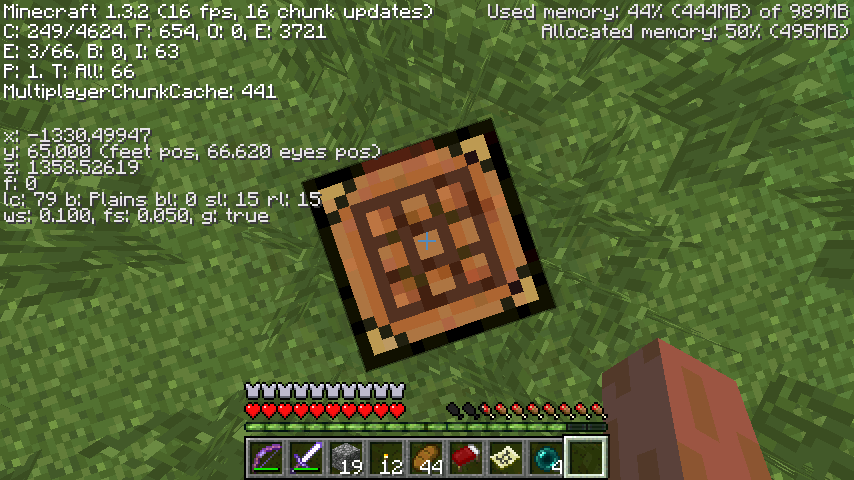 Minecraft 1.3.2 (16 fps, 16 chunk updates)
C: 249/4624, F: 654, O: 0, E: 3721
E: 3/66, B: 0, I: 63
P: 1. T: All: 66
MultiplayerChunkCache: 441
Used memory: 44% (444MB) of 989MB
Allocated memory: 50% (495MB)
x: -1330.49947
y: 65.000 (feet pos, 66.620 eyes pos)
z: 1358.52619
f: 0
lc: 79 b: Plains bl: 0 sl: 15 rl: 15
ws: 0.100, fs: 0.050, g: true
19 12 44 4